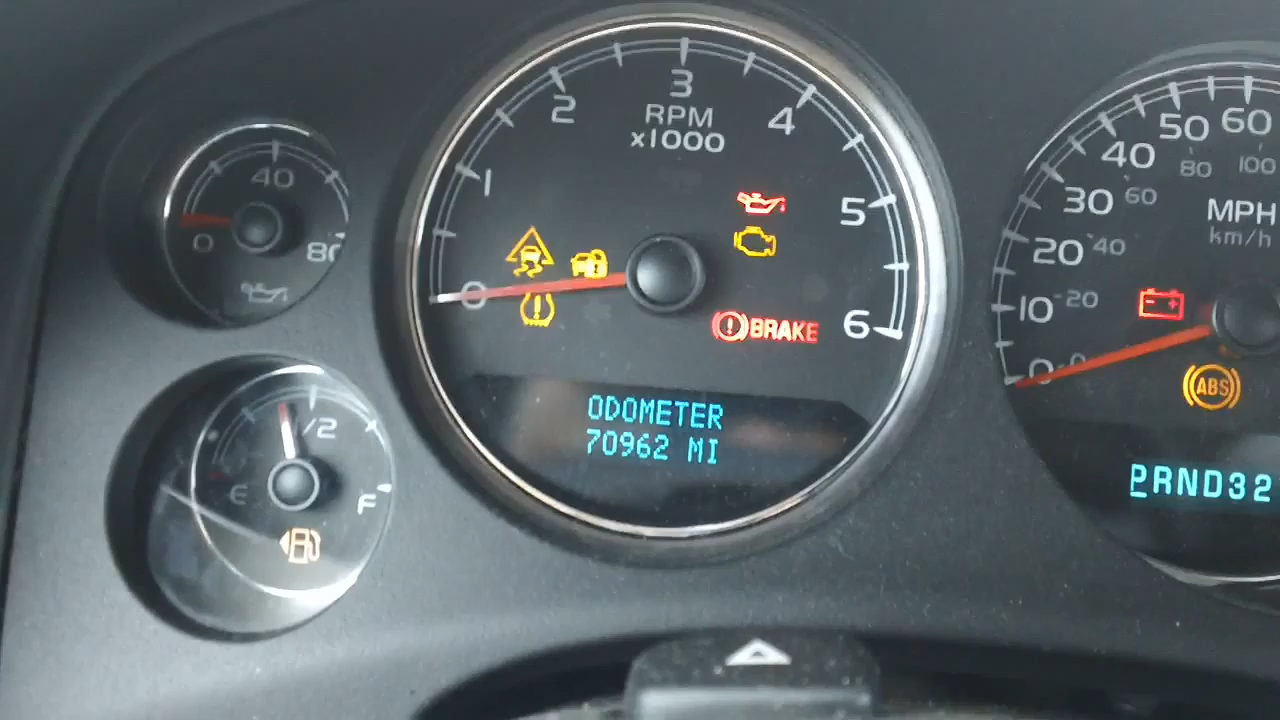 0 40 80
E 1/2 F
0 1 2 3 4 5 6
RPM
x1000
BRAKE
ODOMETER
70962 MI
0 10 20 30 40 50 60
0 20 40 60 80 100
MPH
km/h
ABS
PRND32